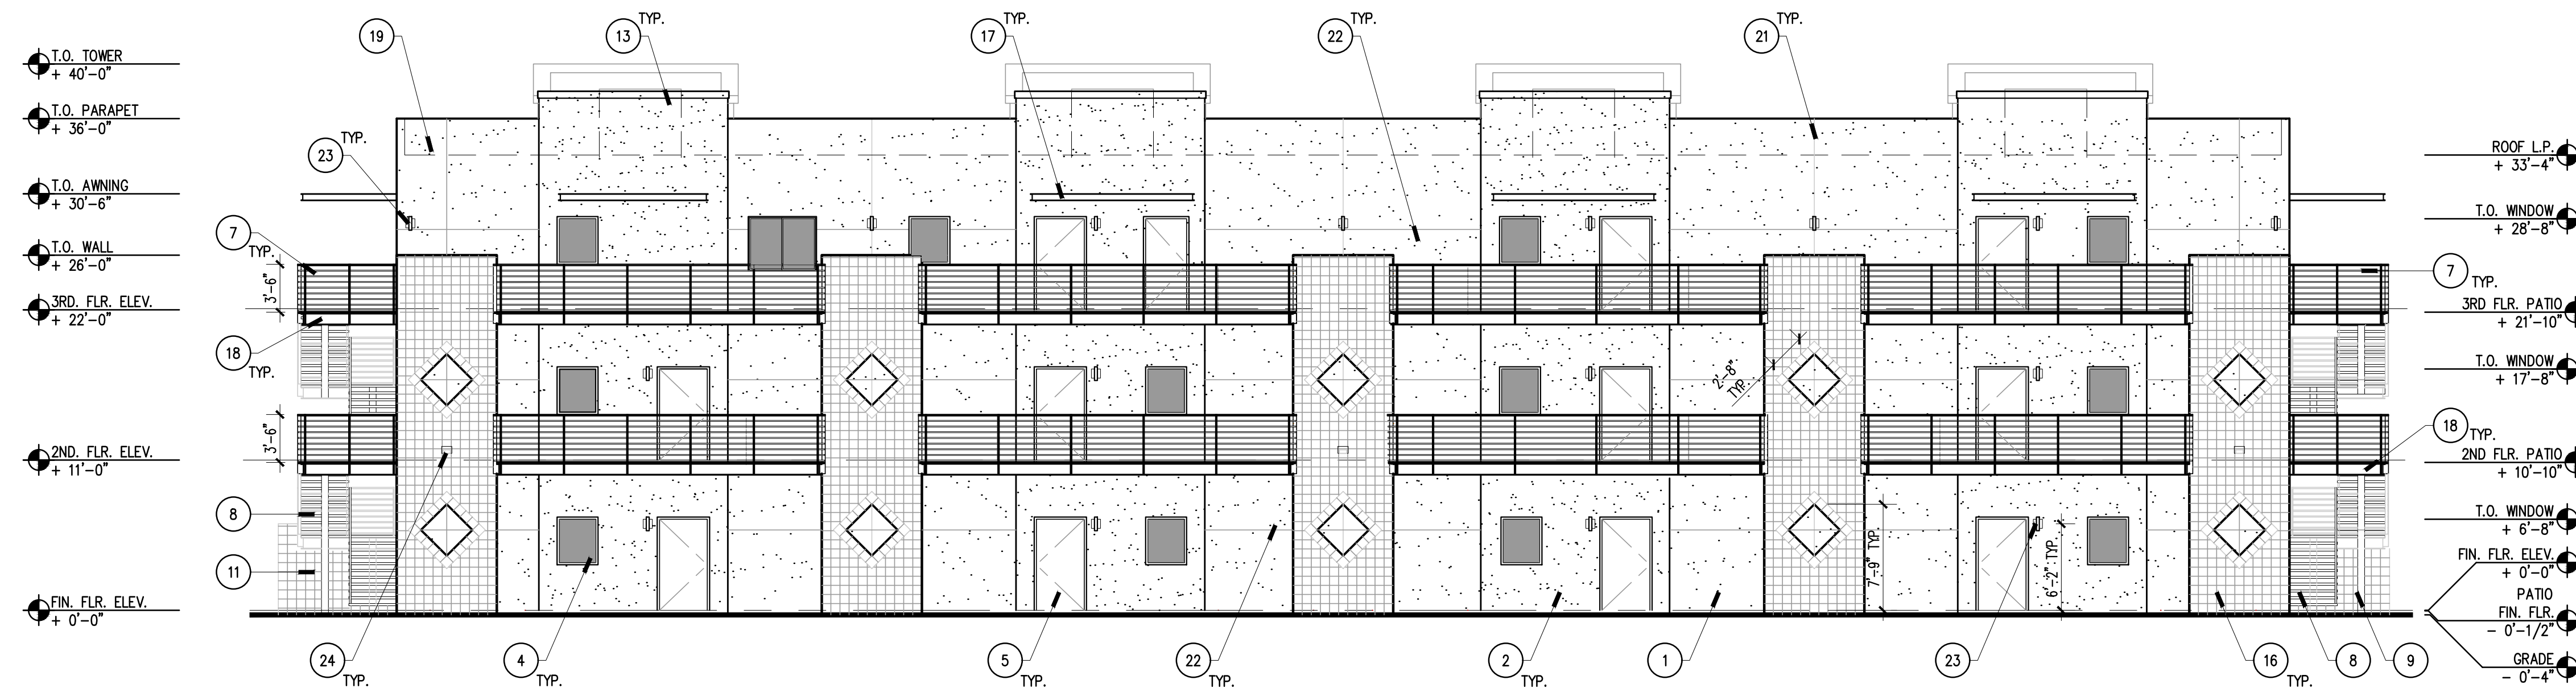 T.O. TOWER
+ 40'-0"
T.O. PARAPET
+ 36'-0"
T.O. AWNING
+ 30'-6"
T.O. WALL
+ 26'-0"
3RD. FLR. ELEV.
+ 22'-0"
2ND. FLR. ELEV.
+ 11'-0"
FIN. FLR. ELEV.
+ 0'-0"
19
13
TYP.
17
TYP.
22
TYP.
21
TYP.
23
TYP.
7
TYP.
3'-6"
18
TYP.
3'-6"
8
11
2'-8"
TYP.
7'-9" TYP.
6'-2" TYP.
24
TYP.
4
TYP.
5
TYP.
22
TYP.
2
TYP.
1
23
TYP.
16
TYP.
8
9
7
TYP.
18
TYP.
ROOF L.P.
+ 33'-4"
T.O. WINDOW
+ 28'-8"
3RD FLR. PATIO
+ 21'-10"
T.O. WINDOW
+ 17'-8"
2ND FLR. PATIO
+ 10'-10"
T.O. WINDOW
+ 6'-8"
FIN. FLR. ELEV.
+ 0'-0"
PATIO
FIN. FLR.
- 0'-1/2"
GRADE
- 0'-4"